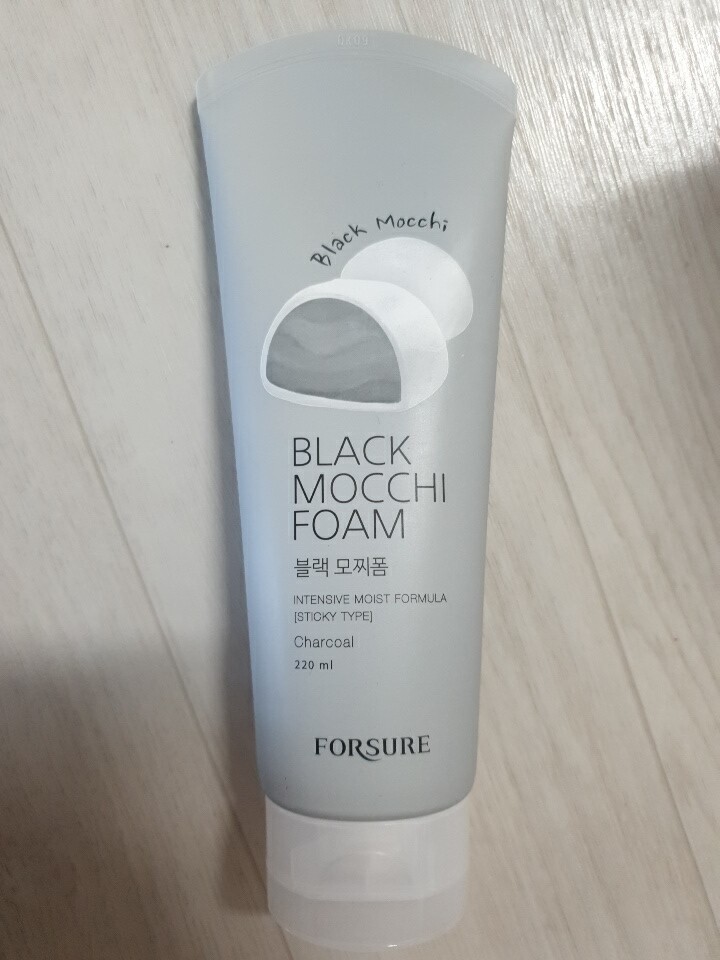 Black Mocchi
BLACK
MOCCHI
FOAM
블랙 모찌폼
INTENSIVE MOIST FORMULA
[STICKY TYPE]
Charcoal
220 ml
FORSURE